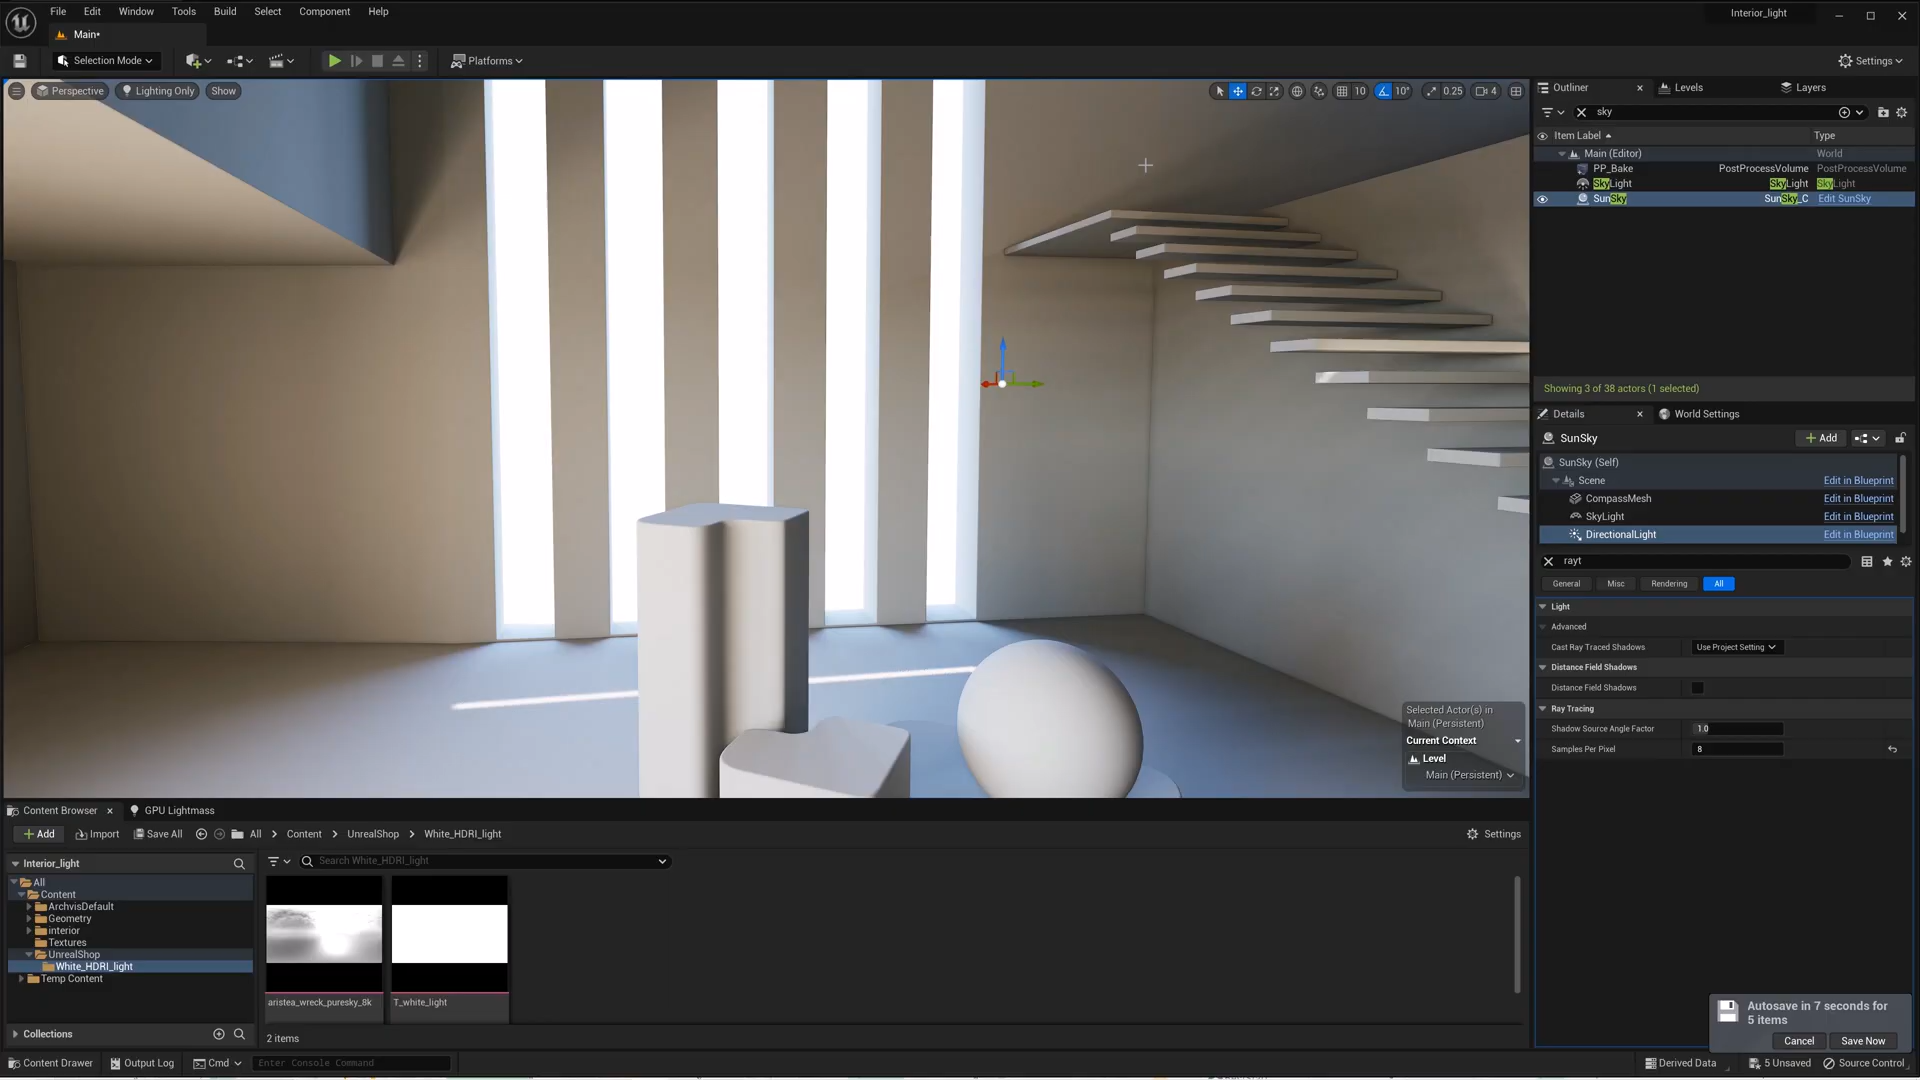 File Edit Window Tools Build Select Component Help
Interior_light
Main•
Selection Mode
Platforms
Settings
Perspective
Lighting Only
Show
10
10°
0.25
4
Outliner
Levels
Layers
sky
Item Label
Type
Main (Editor)
World
PP_Bake
PostProcessVolume
PostProcessVolume
SkyLight
SkyLight
SkyLight
SunSky
SunSky_C
Edit SunSky
Showing 3 of 38 actors (1 selected)
Details
World Settings
SunSky
Add
SunSky (Self)
Scene
Edit in Blueprint
CompassMesh
Edit in Blueprint
SkyLight
Edit in Blueprint
DirectionalLight
Edit in Blueprint
rayt
General
Misc
Rendering
All
Light
Advanced
Cast Ray Traced Shadows
Use Project Setting
Distance Field Shadows
Distance Field Shadows
Ray Tracing
Shadow Source Angle Factor
1.0
Samples Per Pixel
8
Selected Actor(s) in
Main (Persistent)
Current Context
Level
Main (Persistent)
Content Browser
GPU Lightmass
Add
Import
Save All
All
Content
UnrealShop
White_HDRI_light
Settings
Interior_light
Search White_HDRI_light
All
Content
ArchvisDefault
Geometry
interior
Textures
UnrealShop
White_HDRI_light
Temp Content
aristea_wreck_puresky_8k
T_white_light
Collections
2 items
Autosave in 7 seconds for
5 items
Cancel
Save Now
Content Drawer
Output Log
Cmd
Enter Console Command
Derived Data
5 Unsaved
Source Control